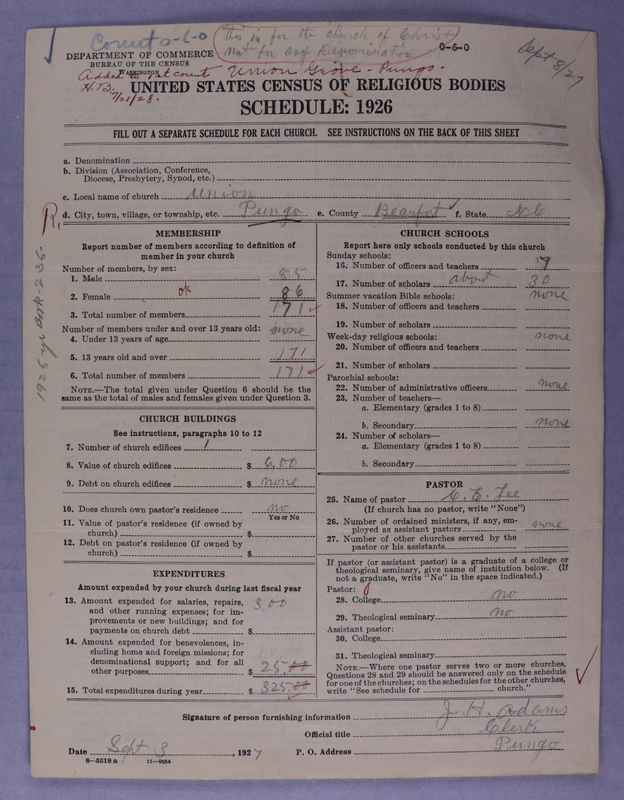 Count 0-6-0
This is for the Church of Christ
not for any Denomination
0-6-0
Sept 8/27
DEPARTMENT OF COMMERCE
BUREAU OF THE CENSUS
WASHINGTON
Added to 1st count Union Grove - Pungo.
H.B. 7/21/28.
UNITED STATES CENSUS OF RELIGIOUS BODIES
SCHEDULE: 1926
FILL OUT A SEPARATE SCHEDULE FOR EACH CHURCH. SEE INSTRUCTIONS ON THE BACK OF THIS SHEET
a. Denomination
b. Division (Association, Conference,
Diocese, Presbytery, Synod, etc.)
c. Local name of church Union
R. d. City, town, village, or township, etc. Pungo e. County Beaufort f. State N.C
MEMBERSHIP
Report number of members according to definition of
member in your church
Number of members, by sex:
1. Male 85
2. Female ok 86
3. Total number of members 171
Number of members under and over 13 years old: none
4. Under 13 years of age
5. 13 years old and over 171
6. Total number of members 171
NOTE.—The total given under Question 6 should be the
same as the total of males and females given under Question 3.
CHURCH BUILDINGS
See instructions, paragraphs 10 to 12
7. Number of church edifices 1
8. Value of church edifices $ 600
9. Debt on church edifices $ none
10. Does church own pastor's residence no
Yes or No
11. Value of pastor's residence (if owned by
church) $
12. Debt on pastor's residence (if owned by
church) $
EXPENDITURES
Amount expended by your church during last fiscal year
13. Amount expended for salaries, repairs, 300
and other running expenses; for im-
provements or new buildings; and for
payments on church debt $
14. Amount expended for benevolences, in-
cluding home and foreign missions; for
denominational support; and for all
other purposes $ 25.00
15. Total expenditures during year $ 325.00
CHURCH SCHOOLS
Report here only schools conducted by this church
Sunday schools:
16. Number of officers and teachers 9
17. Number of scholars about 30
Summer vacation Bible schools: none
18. Number of officers and teachers
19. Number of scholars
Week-day religious schools: none
20. Number of officers and teachers
21. Number of scholars
Parochial schools:
22. Number of administrative officers none
23. Number of teachers—
a. Elementary (grades 1 to 8)
b. Secondary none
24. Number of scholars—
a. Elementary (grades 1 to 8)
b. Secondary
PASTOR
25. Name of pastor C. E. Lee
(If church has no pastor, write "None")
26. Number of ordained ministers, if any, em-
ployed as assistant pastors none
27. Number of other churches served by the
pastor or his assistants
If pastor (or assistant pastor) is a graduate of a college or
theological seminary, give name of institution below. (If
not a graduate, write "No" in the space indicated.)
Pastor:
28. College no
29. Theological seminary no
Assistant pastor:
30. College
31. Theological seminary
NOTE.—Where one pastor serves two or more churches,
Questions 28 and 29 should be answered only on the schedule
for one of the churches; on the schedules for the other churches,
write "See schedule for church."
Signature of person furnishing information J. H. Adams
Official title Clerk
Date Sept 3, 1927 P. O. Address Pungo
8—5518 a 11—9034